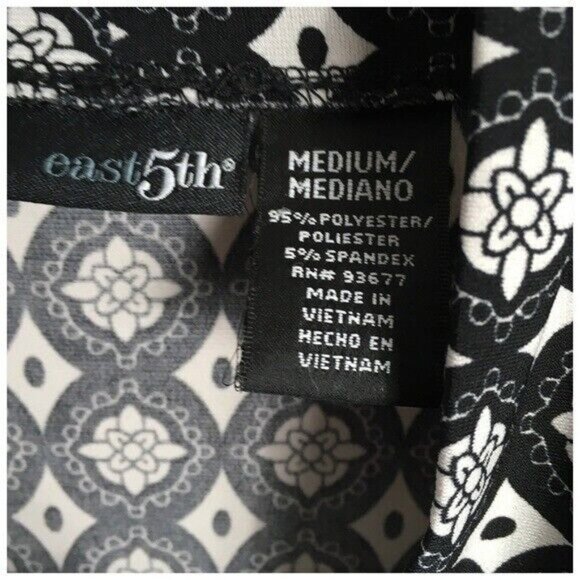 east5th®
MEDIUM/
MEDIANO
95% POLYESTER/
POLIESTER
5% SPANDEX
RN# 93677
MADE IN
VIETNAM
HECHO EN
VIETNAM